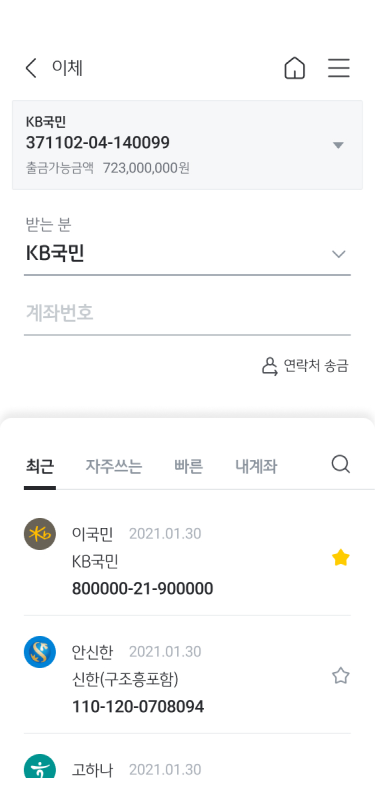 이체
KB국민
371102-04-140099
출금가능금액 723,000,000원
받는 분
KB국민
계좌번호
연락처 송금
최근 자주쓰는 빠른 내계좌
이국민 2021.01.30
KB국민
800000-21-900000
안신한 2021.01.30
신한(구조흥포함)
110-120-0708094
고하나 2021.01.30